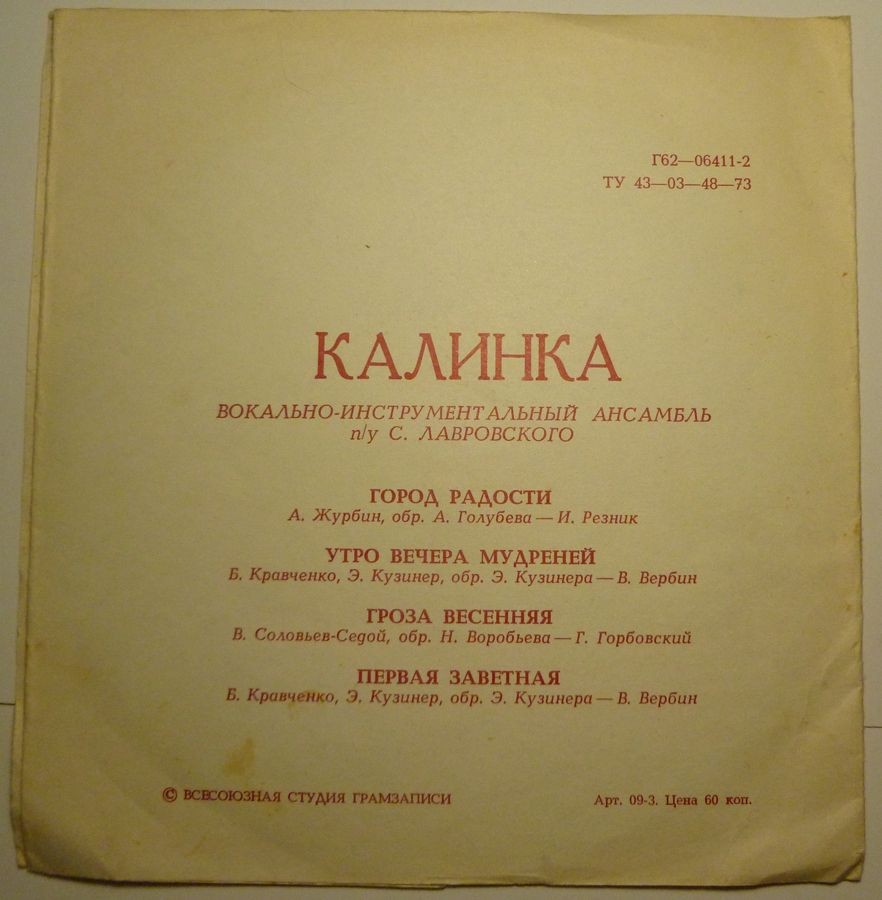 Г62—06411-2
ТУ 43—03—48—73
КАЛИНКА
ВОКАЛЬНО-ИНСТРУМЕНТАЛЬНЫЙ АНСАМБЛЬ
п/у С. ЛАВРОВСКОГО
ГОРОД РАДОСТИ
А. Журбин, обр. А. Голубева — И. Резник
УТРО ВЕЧЕРА МУДРЕНЕЙ
Б. Кравченко, Э. Кузинер, обр. Э. Кузинера — В. Вербин
ГРОЗА ВЕСЕННЯЯ
В. Соловьев-Седой, обр. Н. Воробьева — Г. Горбовский
ПЕРВАЯ ЗАВЕТНАЯ
Б. Кравченко, Э. Кузинер, обр. Э. Кузинера — В. Вербин
© ВСЕСОЮЗНАЯ СТУДИЯ ГРАМЗАПИСИ
Арт. 09-3. Цена 60 коп.